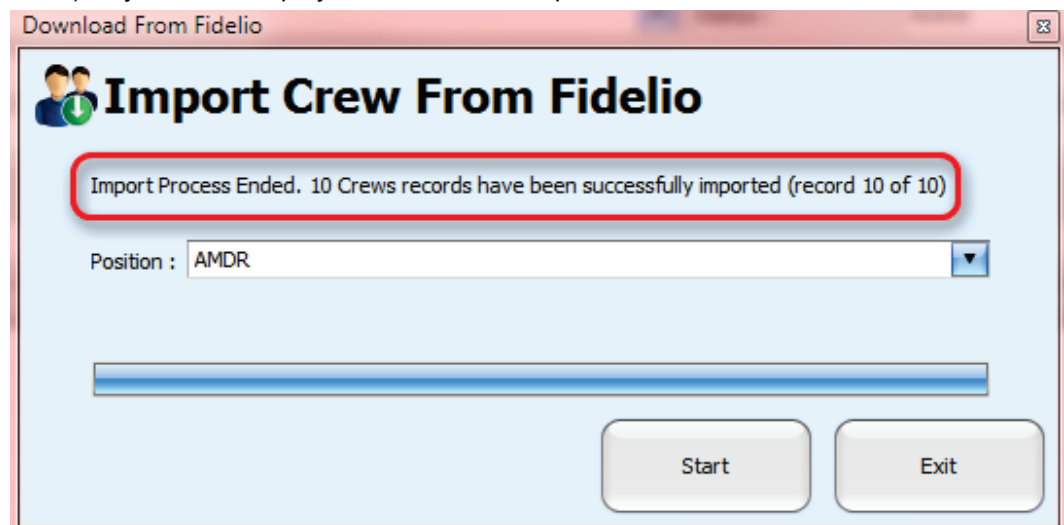 Download From Fidelio
Import Crew From Fidelio
Import Process Ended. 10 Crews records have been successfully imported (record 10 of 10)
Position : AMDR
Start
Exit